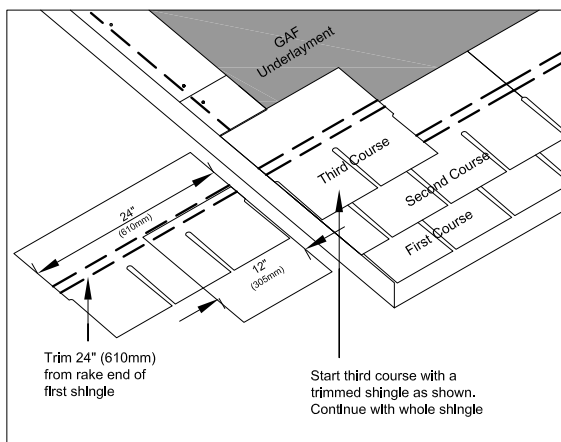 GAF
Underlayment
Third Course
Second Course
First Course
24"
(610mm)
12"
(305mm)
Trim 24" (610mm)
from rake end of
first shingle
Start third course with a
trimmed shingle as shown.
Continue with whole shingle